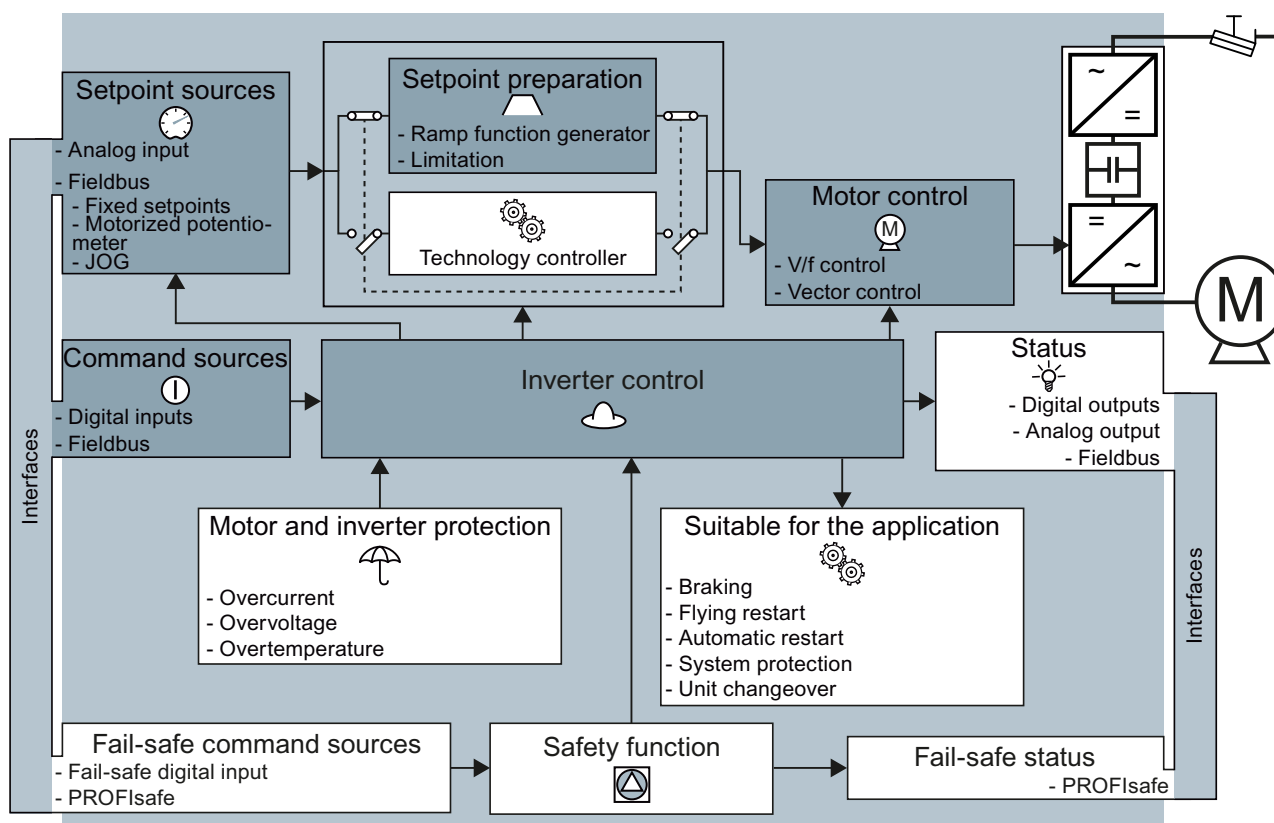 Setpoint sources
- Analog input
- Fieldbus
- Fixed setpoints
- Motorized potentio-
meter
- JOG
Setpoint preparation
- Ramp function generator
- Limitation
Technology controller
Motor control
M
- V/f control
- Vector control
~
=
=
~
M
Command sources
- Digital inputs
- Fieldbus
Inverter control
Status
- Digital outputs
- Analog output
- Fieldbus
Interfaces
Motor and inverter protection
- Overcurrent
- Overvoltage
- Overtemperature
Suitable for the application
- Braking
- Flying restart
- Automatic restart
- System protection
- Unit changeover
Interfaces
Fail-safe command sources
- Fail-safe digital input
- PROFIsafe
Safety function
Fail-safe status
- PROFIsafe